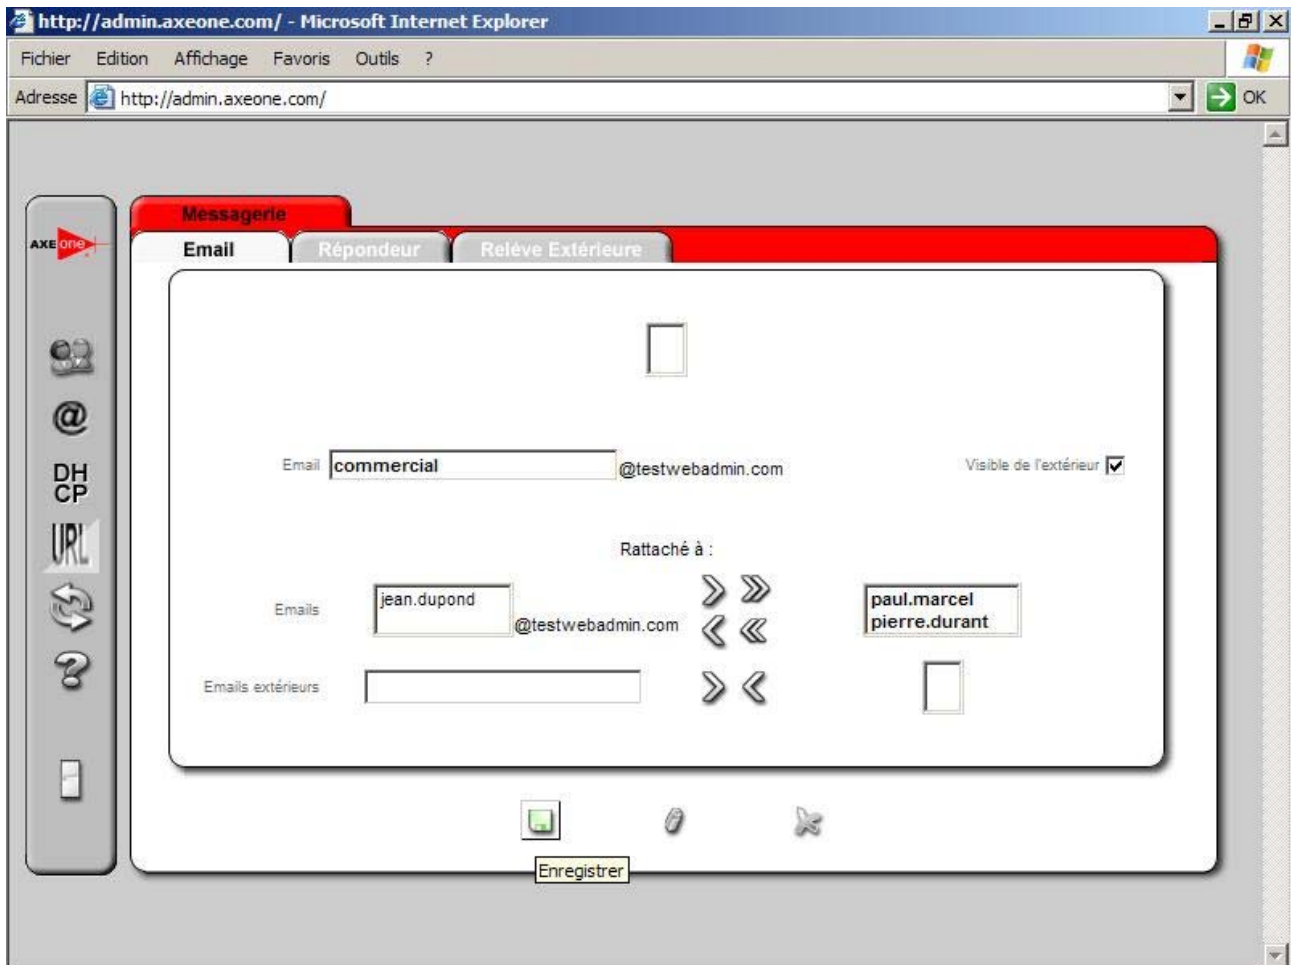 http://admin.axeone.com/ - Microsoft Internet Explorer
Fichier Edition Affichage Favoris Outils ?
Adresse http://admin.axeone.com/ OK
Messagerie
AXE one
Email Répondeur Reléve Extérieure
@
DH
CP
URL
Email commercial @testwebadmin.com Visible de l'extérieur
Rattaché à :
Emails jean.dupond @testwebadmin.com
paul.marcel
pierre.durant
Emails extérieurs
?
Enregistrer